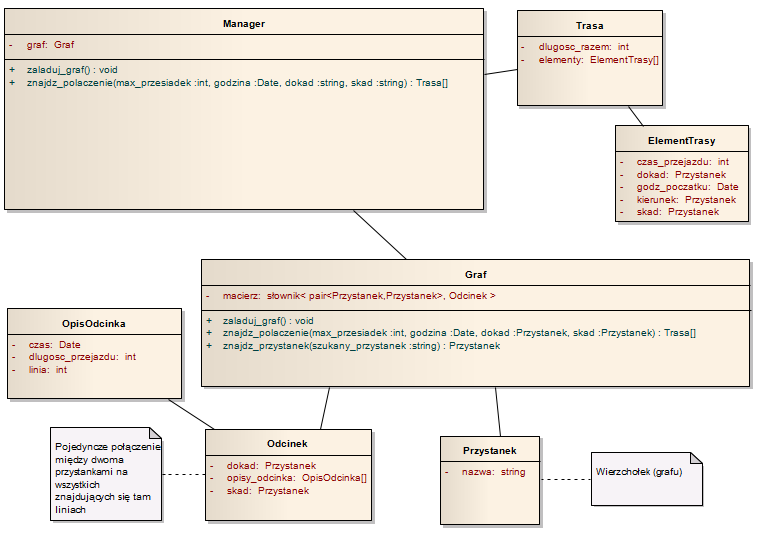 Manager
- graf: Graf
+ zaladuj_graf() : void
+ znajdz_polaczenie(max_przesiadek :int, godzina :Date, dokad :string, skad :string) : Trasa[]
Trasa
- dlugosc_razem: int
- elementy: ElementTrasy[]
ElementTrasy
- czas_przejazdu: int
- dokad: Przystanek
- godz_poczatku: Date
- kierunek: Przystanek
- skad: Przystanek
Graf
- macierz: słownik< pair<Przystanek,Przystanek>, Odcinek >
+ zaladuj_graf() : void
+ znajdz_polaczenie(max_przesiadek :int, godzina :Date, dokad :Przystanek, skad :Przystanek) : Trasa[]
+ znajdz_przystanek(szukany_przystanek :string) : Przystanek
OpisOdcinka
- czas: Date
- dlugosc_przejazdu: int
- linia: int
Pojedyncze połączenie
między dwoma
przystankami na
wszystkich
znajdujących się tam
liniach
Odcinek
- dokad: Przystanek
- opisy_odcinka: OpisOdcinka[]
- skad: Przystanek
Przystanek
- nazwa: string
Wierzchołek (grafu)